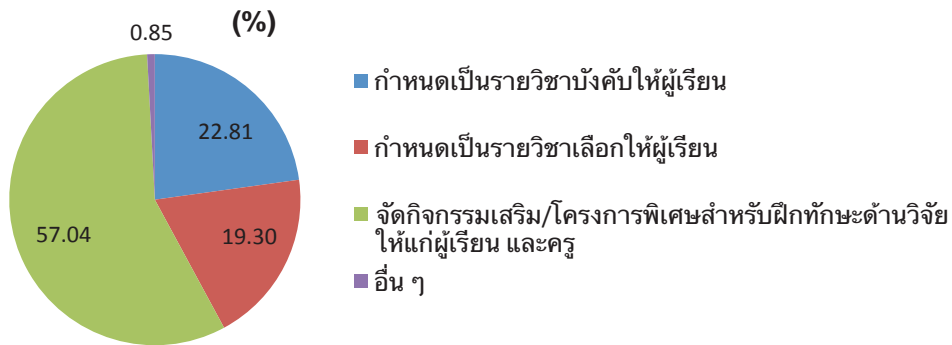 (%)
0.85
22.81
19.30
57.04
กำหนดเป็นรายวิชาบังคับให้ผู้เรียน
กำหนดเป็นรายวิชาเลือกให้ผู้เรียน
จัดกิจกรรมเสริม/โครงการพิเศษสำหรับฝึกทักษะด้านวิจัย
ให้แก่ผู้เรียน และครู
อื่น ๆ